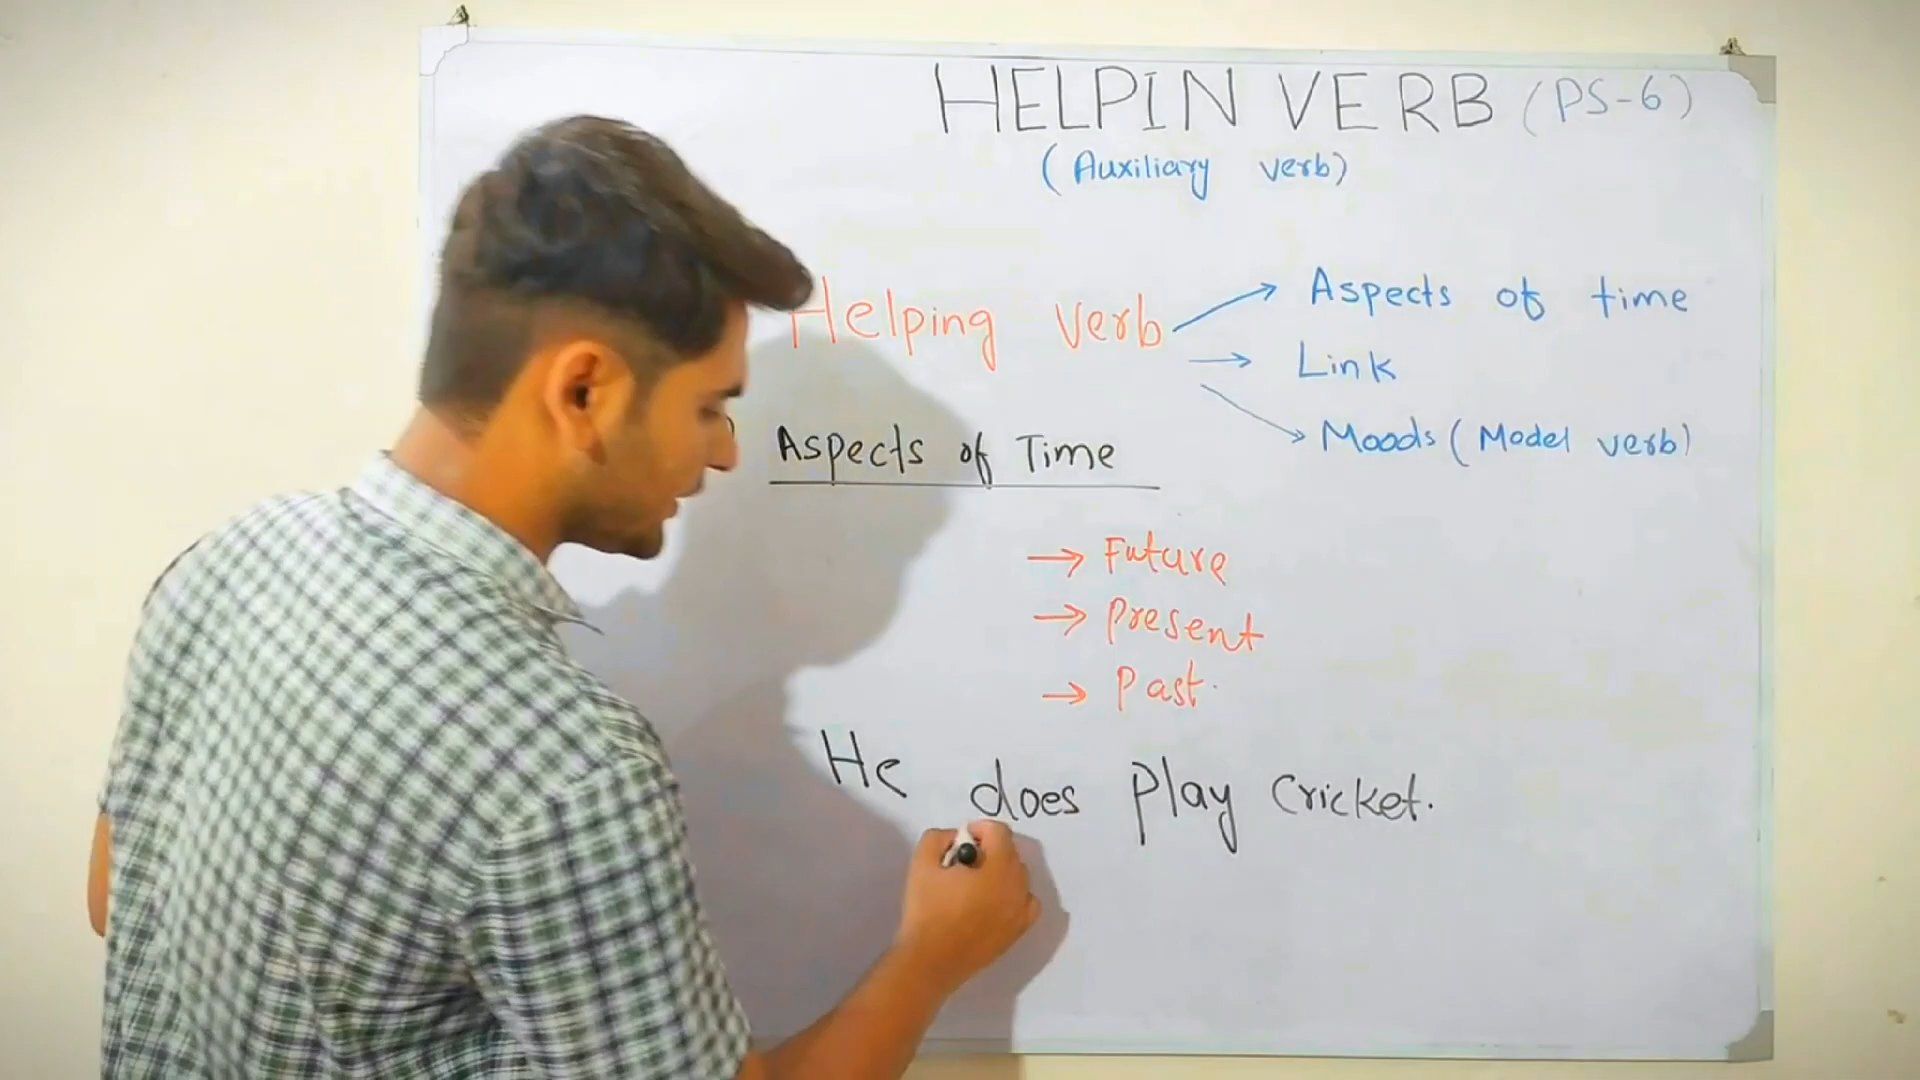 HELPIN VERB (PS-6)
(Auxiliary verb)
Helping verb → Aspects of time
→ Link
→ Moods (Model verb)
Aspects of Time
→ Future
→ Present
→ Past.
He does Play Cricket.